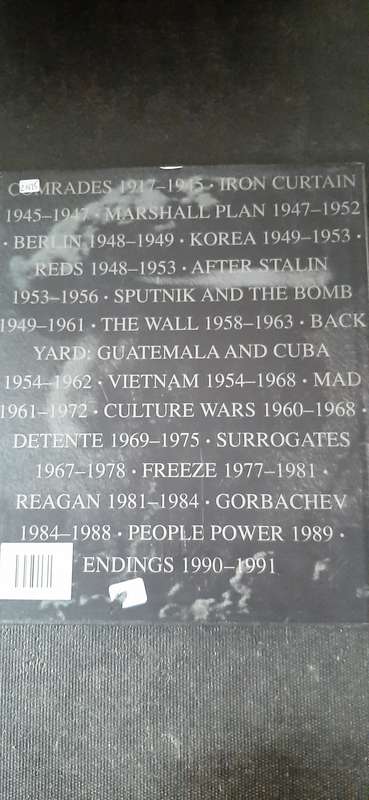 COMRADES 1917–1945 · IRON CURTAIN
1945–1947 · MARSHALL PLAN 1947–1952
· BERLIN 1948–1949 · KOREA 1949–1953 ·
REDS 1948–1953 · AFTER STALIN
1953–1956 · SPUTNIK AND THE BOMB
1949–1961 · THE WALL 1958–1963 · BACK
YARD: GUATEMALA AND CUBA
1954–1962 · VIETNAM 1954–1968 · MAD
1961–1972 · CULTURE WARS 1960–1968 ·
DETENTE 1969–1975 · SURROGATES
1967–1978 · FREEZE 1977–1981 ·
REAGAN 1981–1984 · GORBACHEV
1984–1988 · PEOPLE POWER 1989 ·
ENDINGS 1990–1991